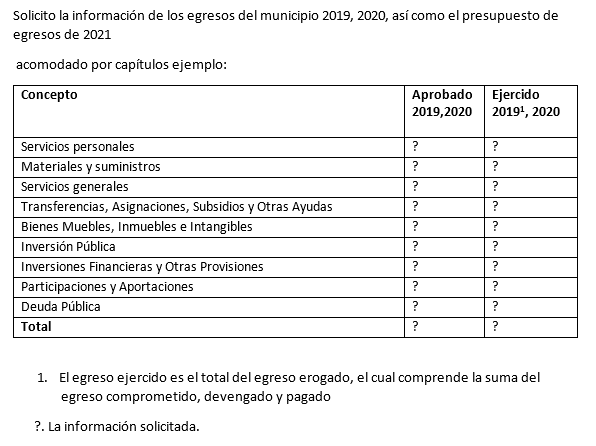 Solicito la información de los egresos del municipio 2019, 2020, así como el presupuesto de
egresos de 2021
acomodado por capítulos ejemplo:
Concepto Aprobado Ejercido
2019,2020 2019¹, 2020
Servicios personales ? ?
Materiales y suministros ? ?
Servicios generales ? ?
Transferencias, Asignaciones, Subsidios y Otras Ayudas ? ?
Bienes Muebles, Inmuebles e Intangibles ? ?
Inversión Pública ? ?
Inversiones Financieras y Otras Provisiones ? ?
Participaciones y Aportaciones ? ?
Deuda Pública ? ?
Total ? ?
1. El egreso ejercido es el total del egreso erogado, el cual comprende la suma del
egreso comprometido, devengado y pagado
?. La información solicitada.